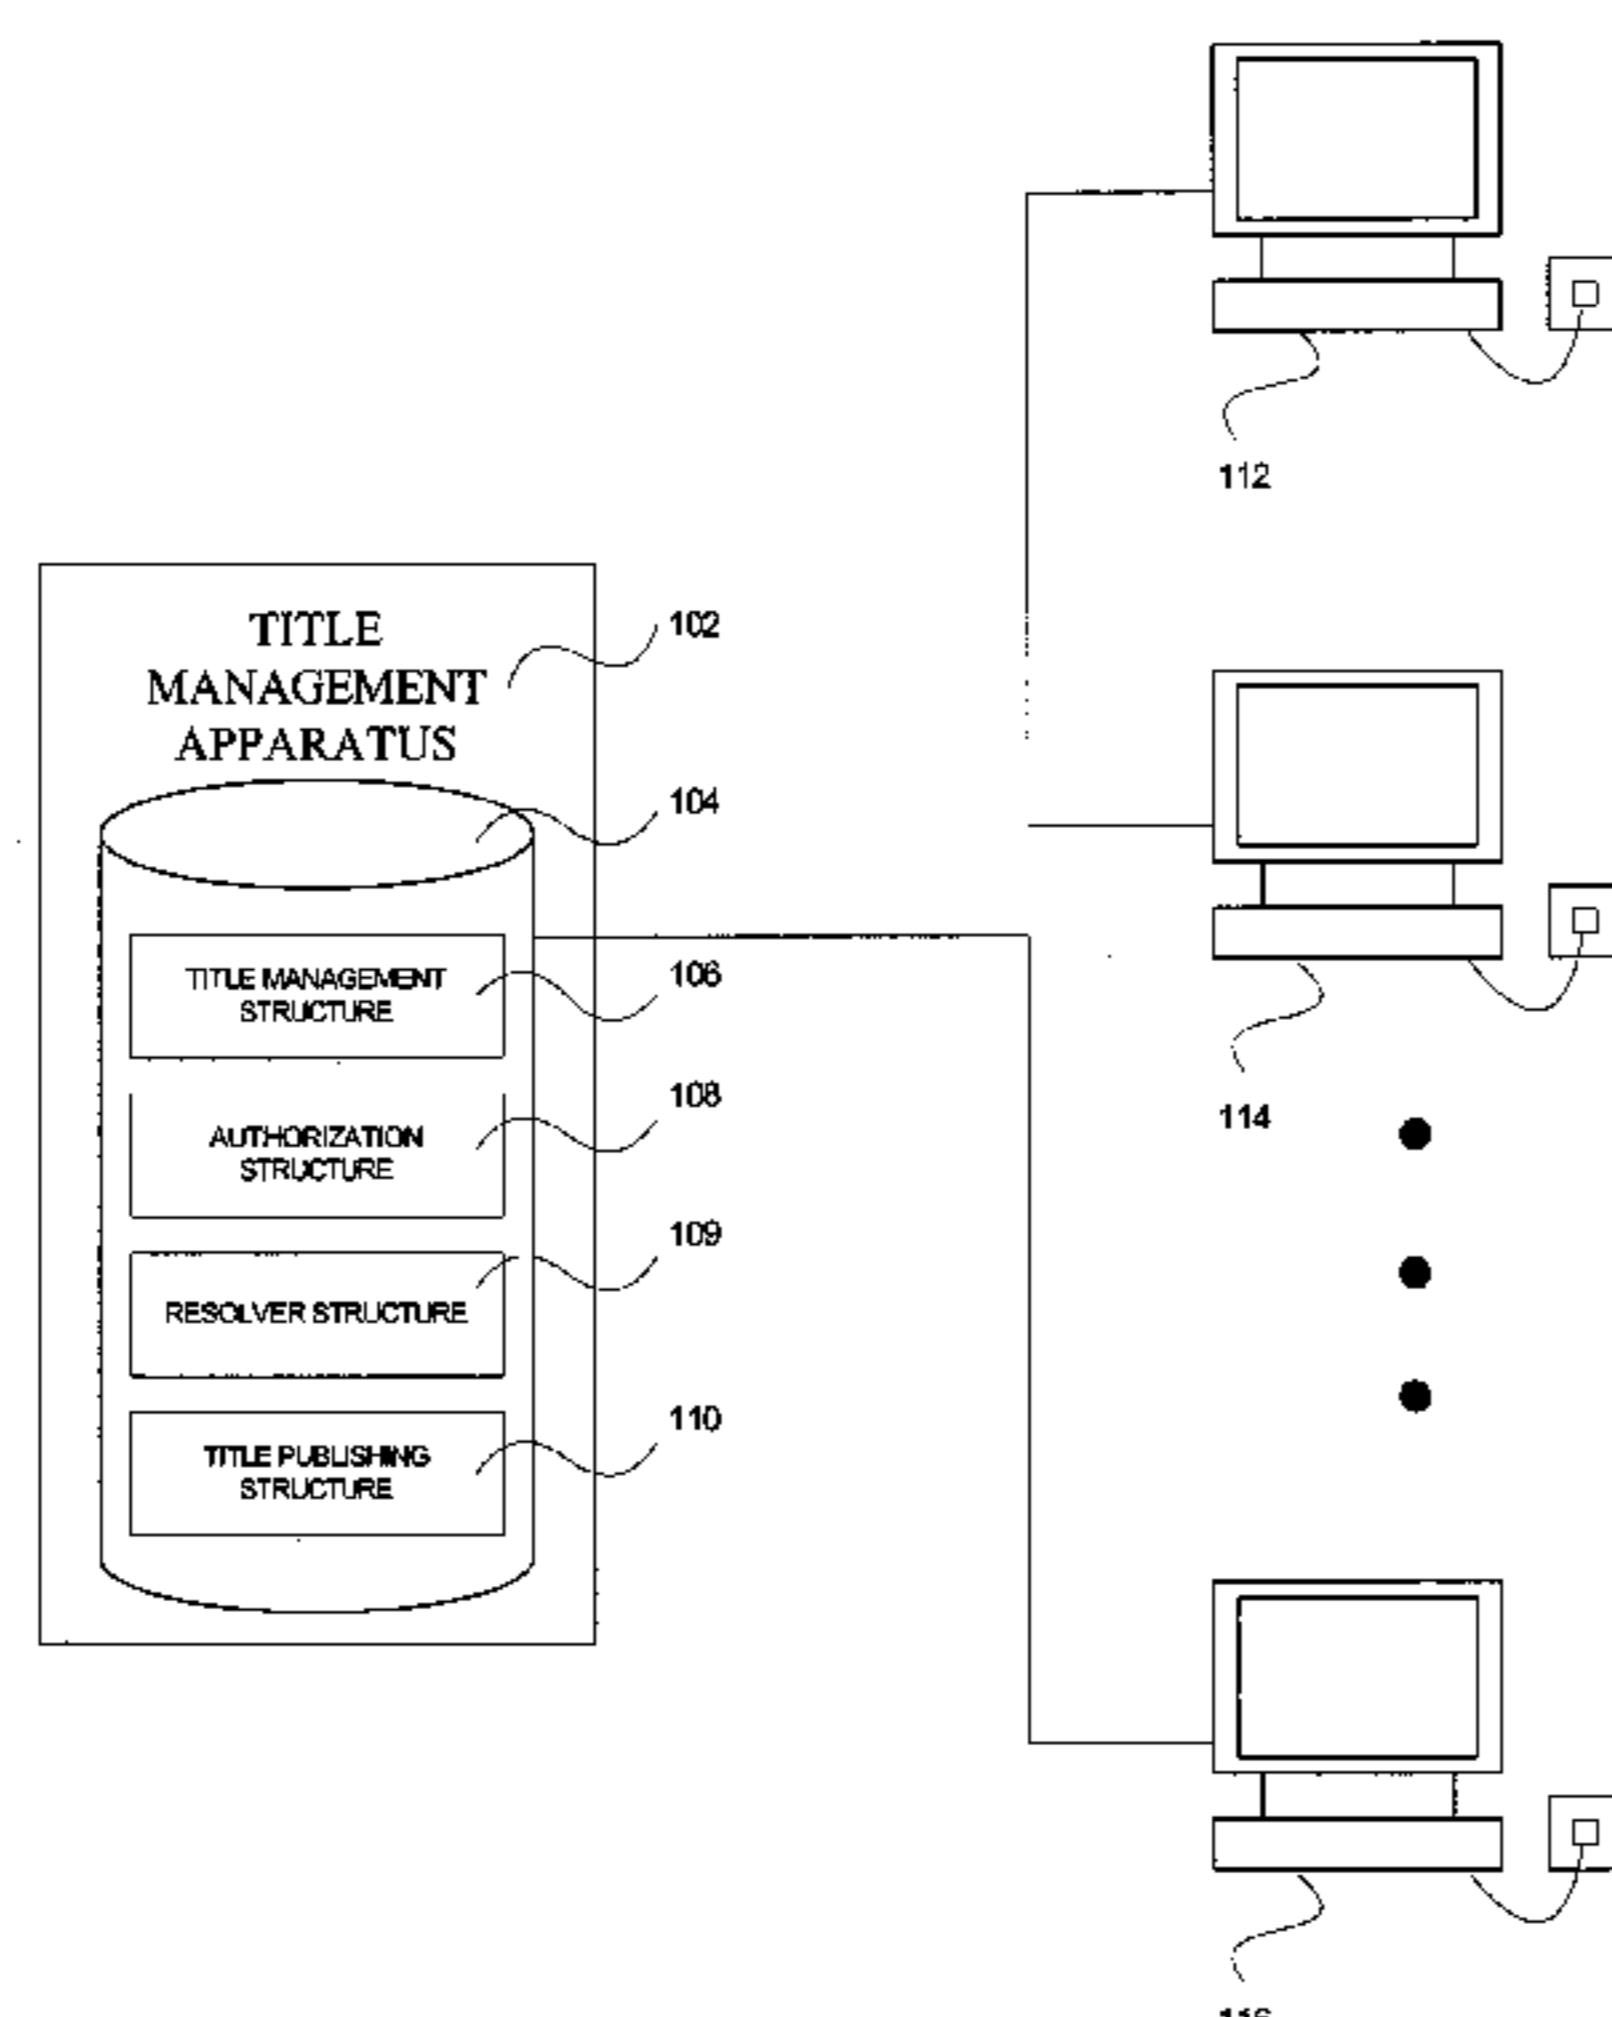 112
TITLE
MANAGEMENT
APPARATUS
102
104
TITLE MANAGEMENT
STRUCTURE
106
AUTHORIZATION
STRUCTURE
108
114
RESOLVER STRUCTURE
109
TITLE PUBLISHING
STRUCTURE
110